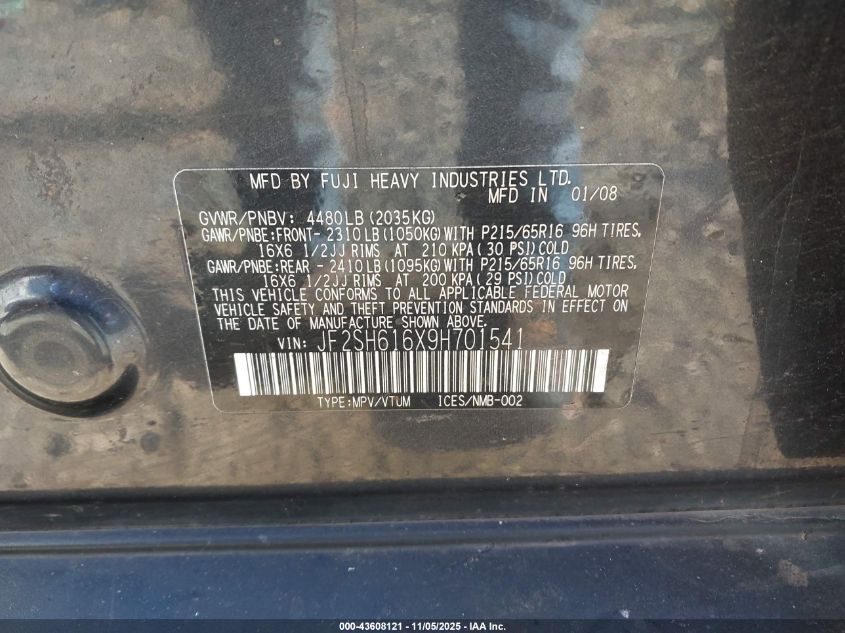 MFD BY FUJI HEAVY INDUSTRIES LTD.
MFD IN 01/08
GVWR/PNBV: 4480LB (2035KG)
GAWR/PNBE:FRONT- 2310LB(1050KG)WITH P215/65R16 96H TIRES,
16X6 1/2JJ RIMS AT 210 KPA(30 PSI)COLD
GAWR/PNBE:REAR - 2410LB(1095KG)WITH P215/65R16 96H TIRES,
16X6 1/2JJ RIMS AT 200 KPA(29 PSI)COLD
THIS VEHICLE CONFORMS TO ALL APPLICABLE FEDERAL MOTOR
VEHICLE SAFETY AND THEFT PREVENTION STANDARDS IN EFFECT ON
THE DATE OF MANUFACTURE SHOWN ABOVE.
VIN: JF2SH616X9H701541
TYPE:MPV/VTUM ICES/NMB-002
000-43608121 - 11/05/2025 - IAA Inc.